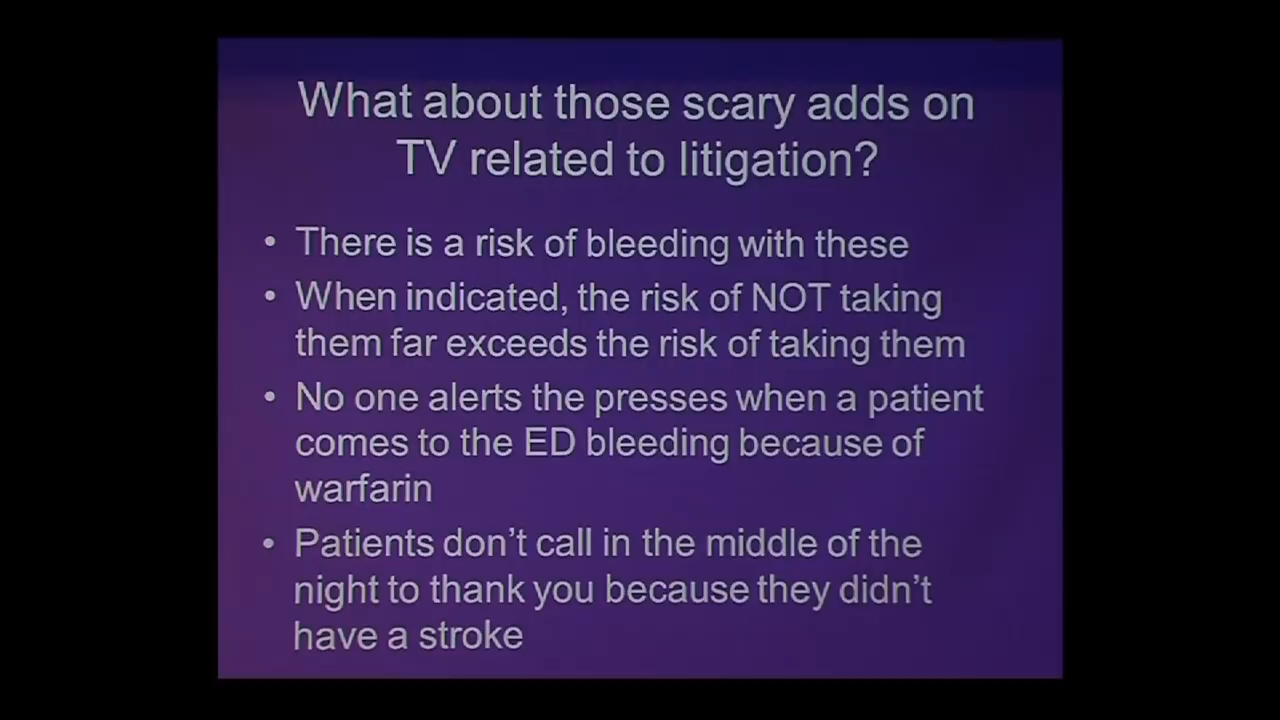 What about those scary adds on
TV related to litigation?
• There is a risk of bleeding with these
• When indicated, the risk of NOT taking
them far exceeds the risk of taking them
• No one alerts the presses when a patient
comes to the ED bleeding because of
warfarin
• Patients don't call in the middle of the
night to thank you because they didn't
have a stroke